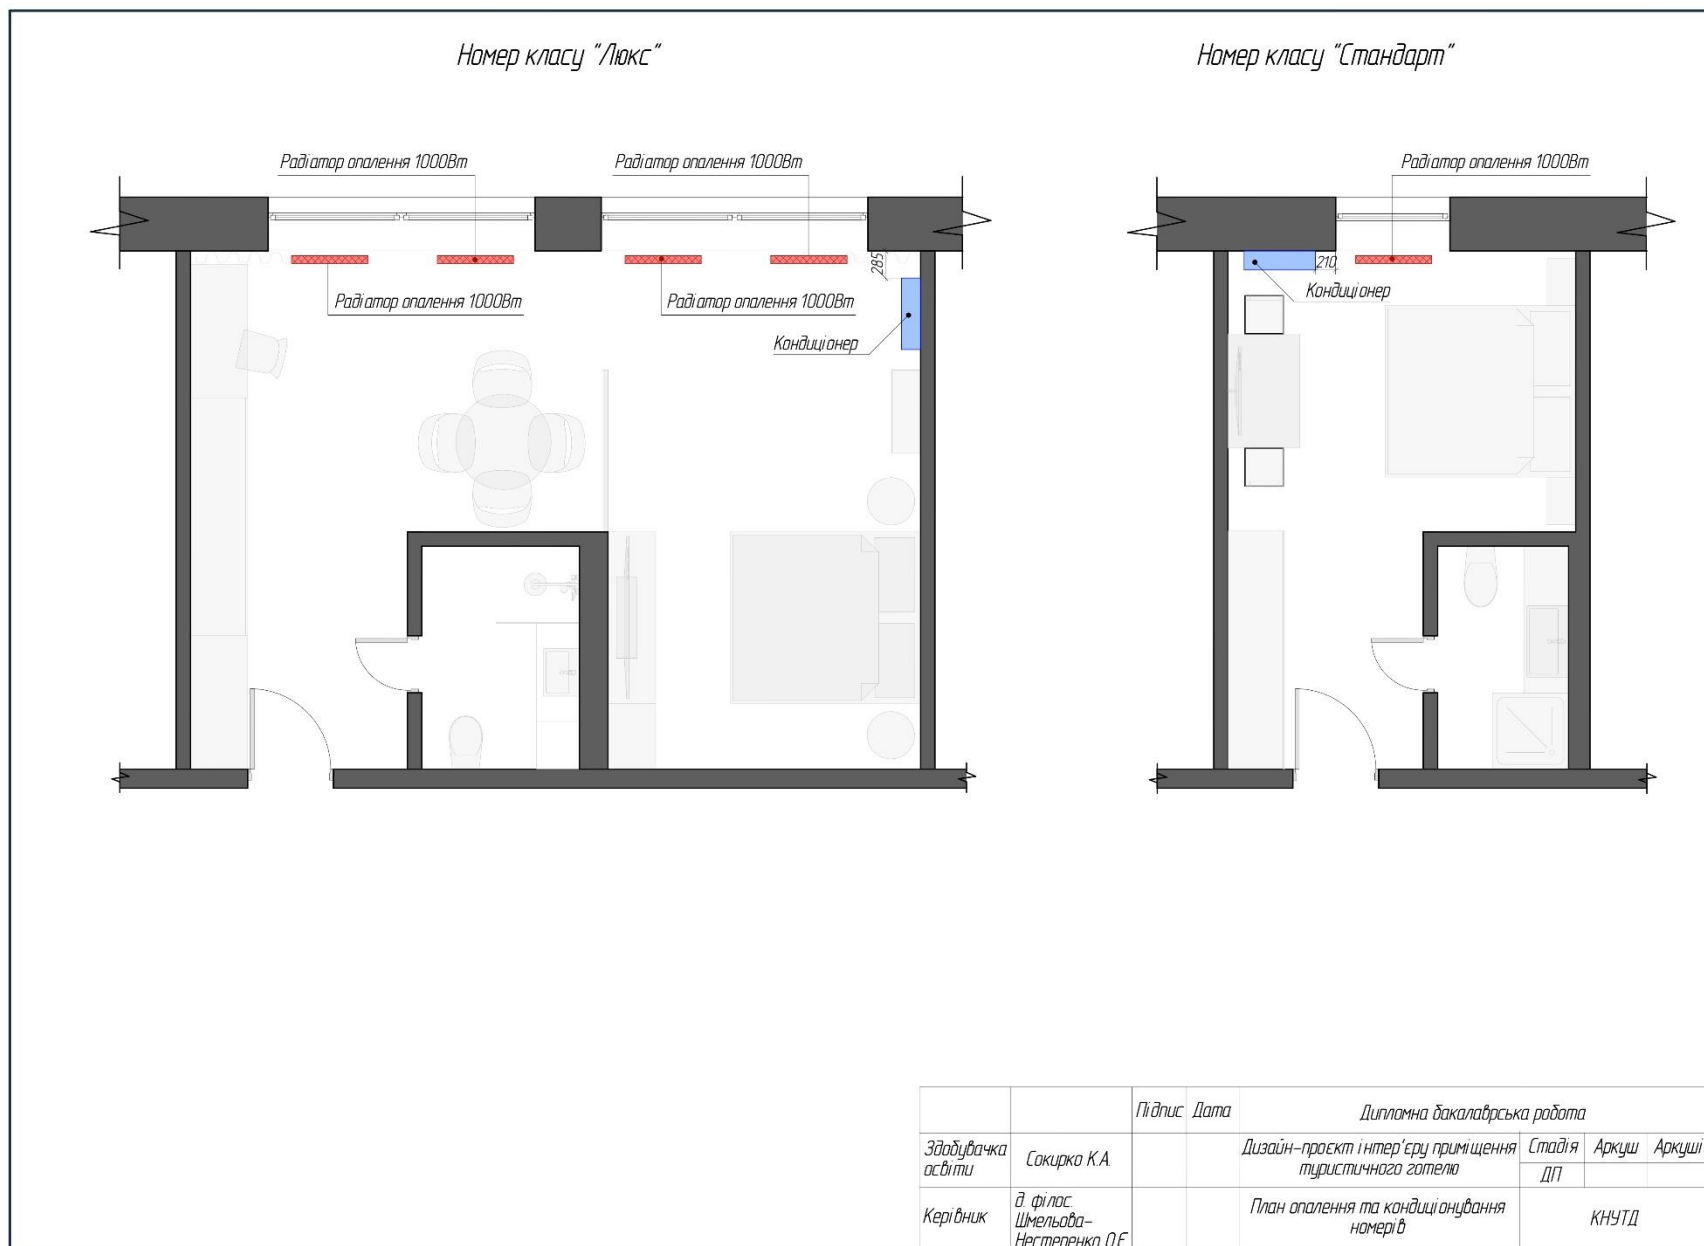 Номер класу "Люкс"
Номер класу "Стандарт"
Радіатор опалення 1000Вт
Радіатор опалення 1000Вт
Радіатор опалення 1000Вт
285
210
Кондиціонер
Радіатор опалення 1000Вт
Радіатор опалення 1000Вт
Кондиціонер
Підпис
Дата
Дипломна бакалаврська робота
Здобувачка
освіти
Сокирко К.А.
Дизайн-проєкт інтер'єру приміщення
туристичного готелю
Стадія
Аркуш
Аркуші
ДП
Керівник
д. філос.
Шмельова-
Нестеренко О.Є
План опалення та кондиціонування
номерів
КНУТД